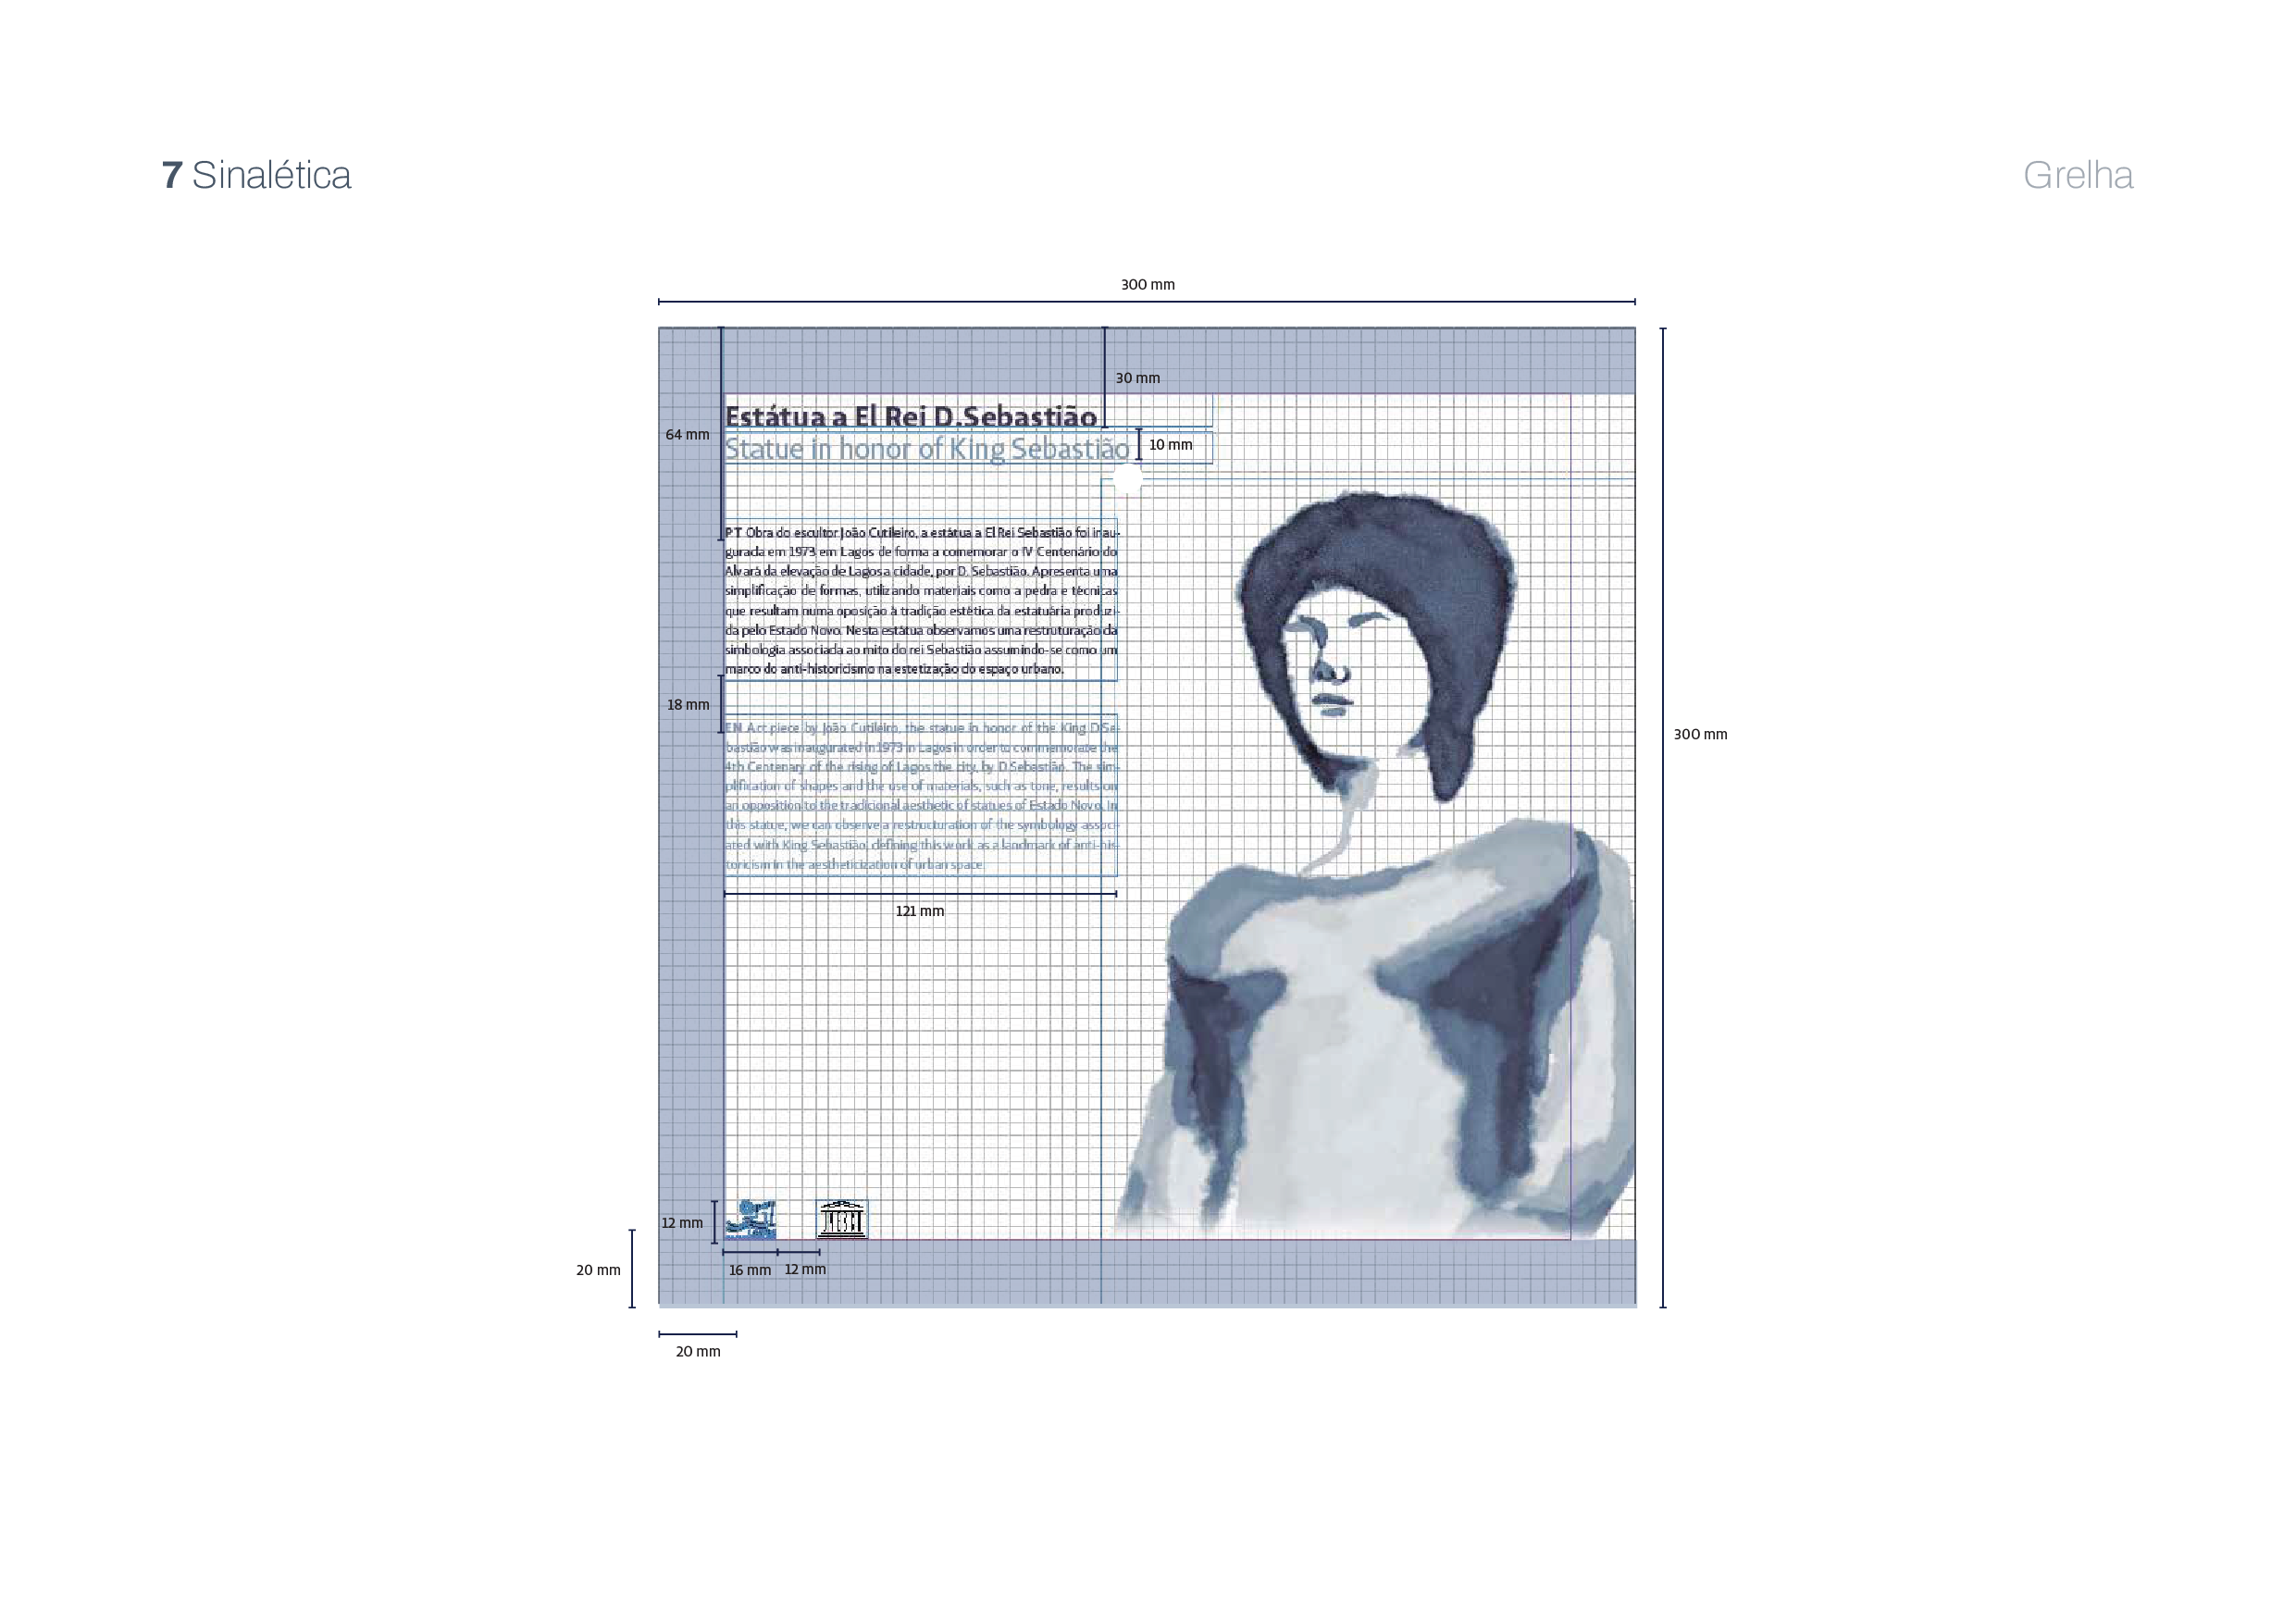 7 Sinalética
Grelha
300 mm
30 mm
Estátua a El Rei D.Sebastião
64 mm
Statue in honor of King Sebastião
10 mm
PT Obra do escultor João Cutileiro, a estátua a El Rei Sebastião foi inau-
gurada em 1973 em Lagos de forma a comemorar o IV Centenário do
Alvará da elevação de Lagos a cidade, por D. Sebastião. Apresenta uma
simplificação de formas, utilizando materiais como a pedra e técnicas
que resultam numa oposição à tradição estética da estatuária produzi-
da pelo Estado Novo. Nesta estátua observamos uma restruturação da
simbologia associada ao mito do rei Sebastião assumindo-se como um
marco do anti-historicismo na estetização do espaço urbano.
18 mm
EN Art piece by João Cutileiro, the statue in honor of the King D.Se-
bastião was inaugurated in 1973 in Lagos in order to commemorate the
4th Centenary of the rising of Lagos the city, by D.Sebastião. The sim-
plification of shapes and the use of materials, such as tone, results on
an opposition to the tradicional aesthetic of statues of Estado Novo. In
this statue, we can observe a restructuration of the symbology associ-
ated with King Sebastião, defining this work as a landmark of anti-his-
toricism in the aestheticization of urban space.
300 mm
121 mm
12 mm
20 mm
16 mm
12 mm
20 mm